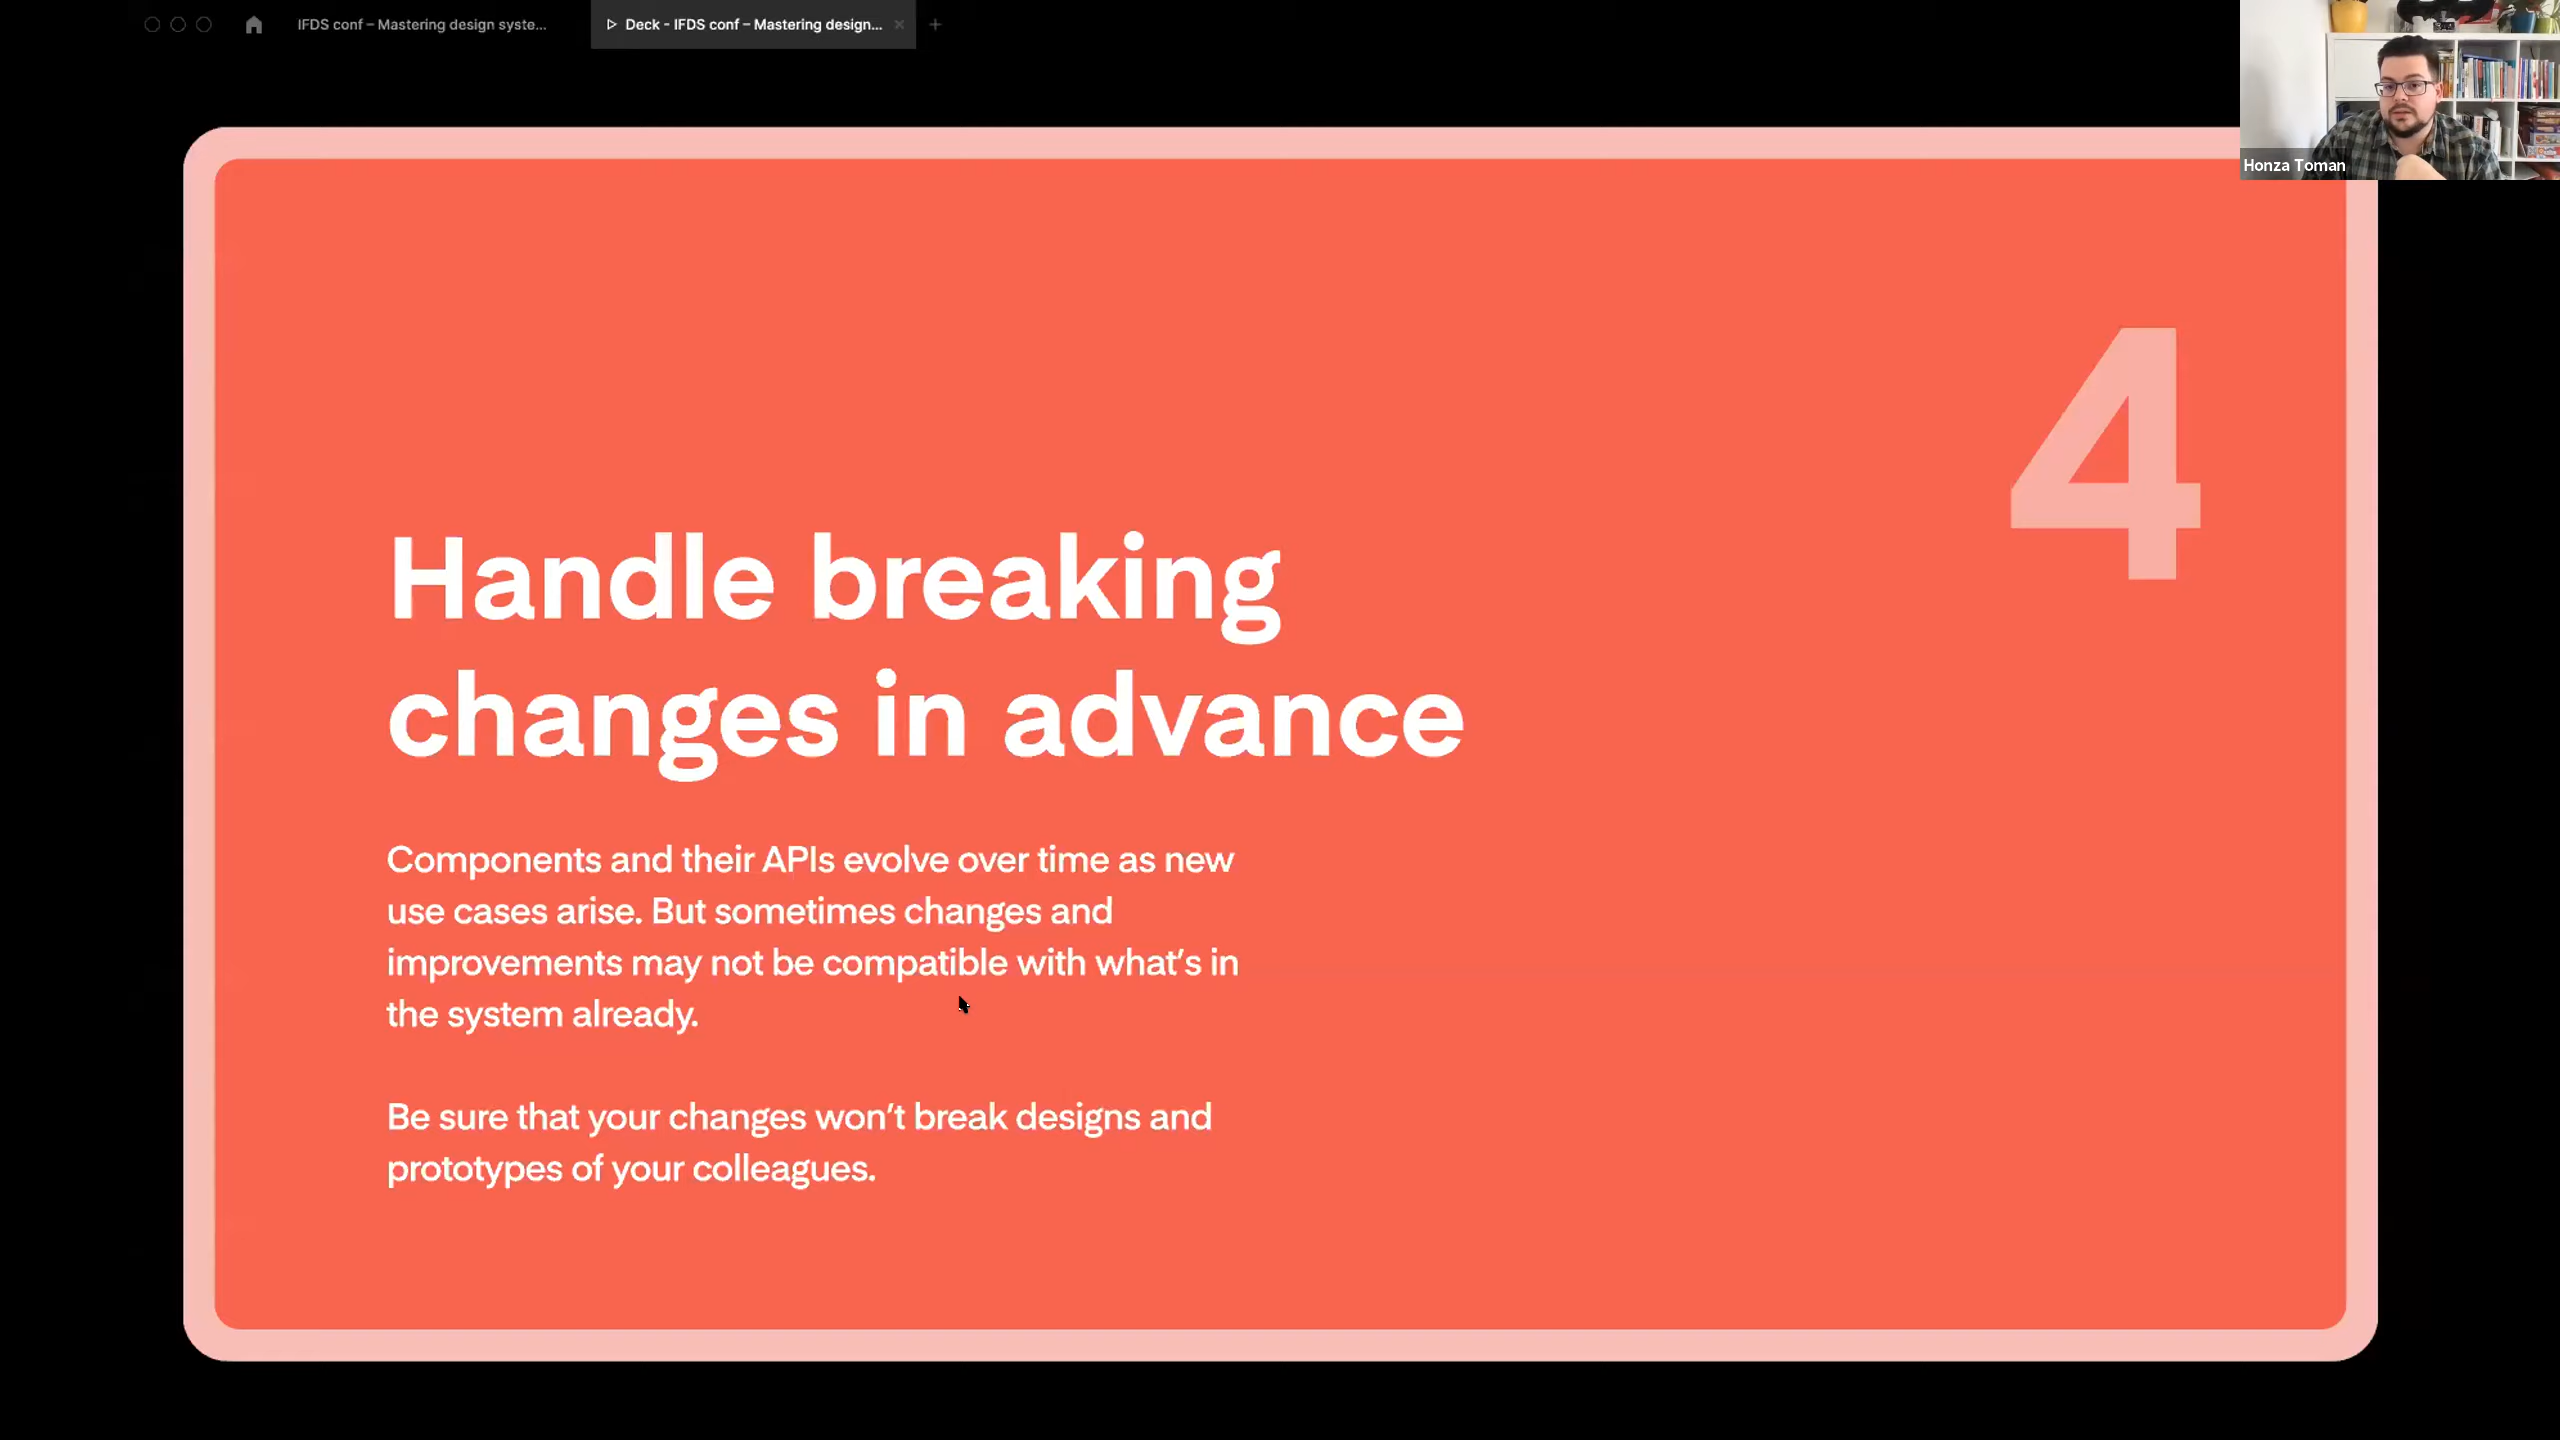 IFDS conf – Mastering design syste...
Deck - IFDS conf – Mastering design...
Honza Toman
4
Handle breaking
changes in advance
Components and their APIs evolve over time as new
use cases arise. But sometimes changes and
improvements may not be compatible with what’s in
the system already.
Be sure that your changes won’t break designs and
prototypes of your colleagues.